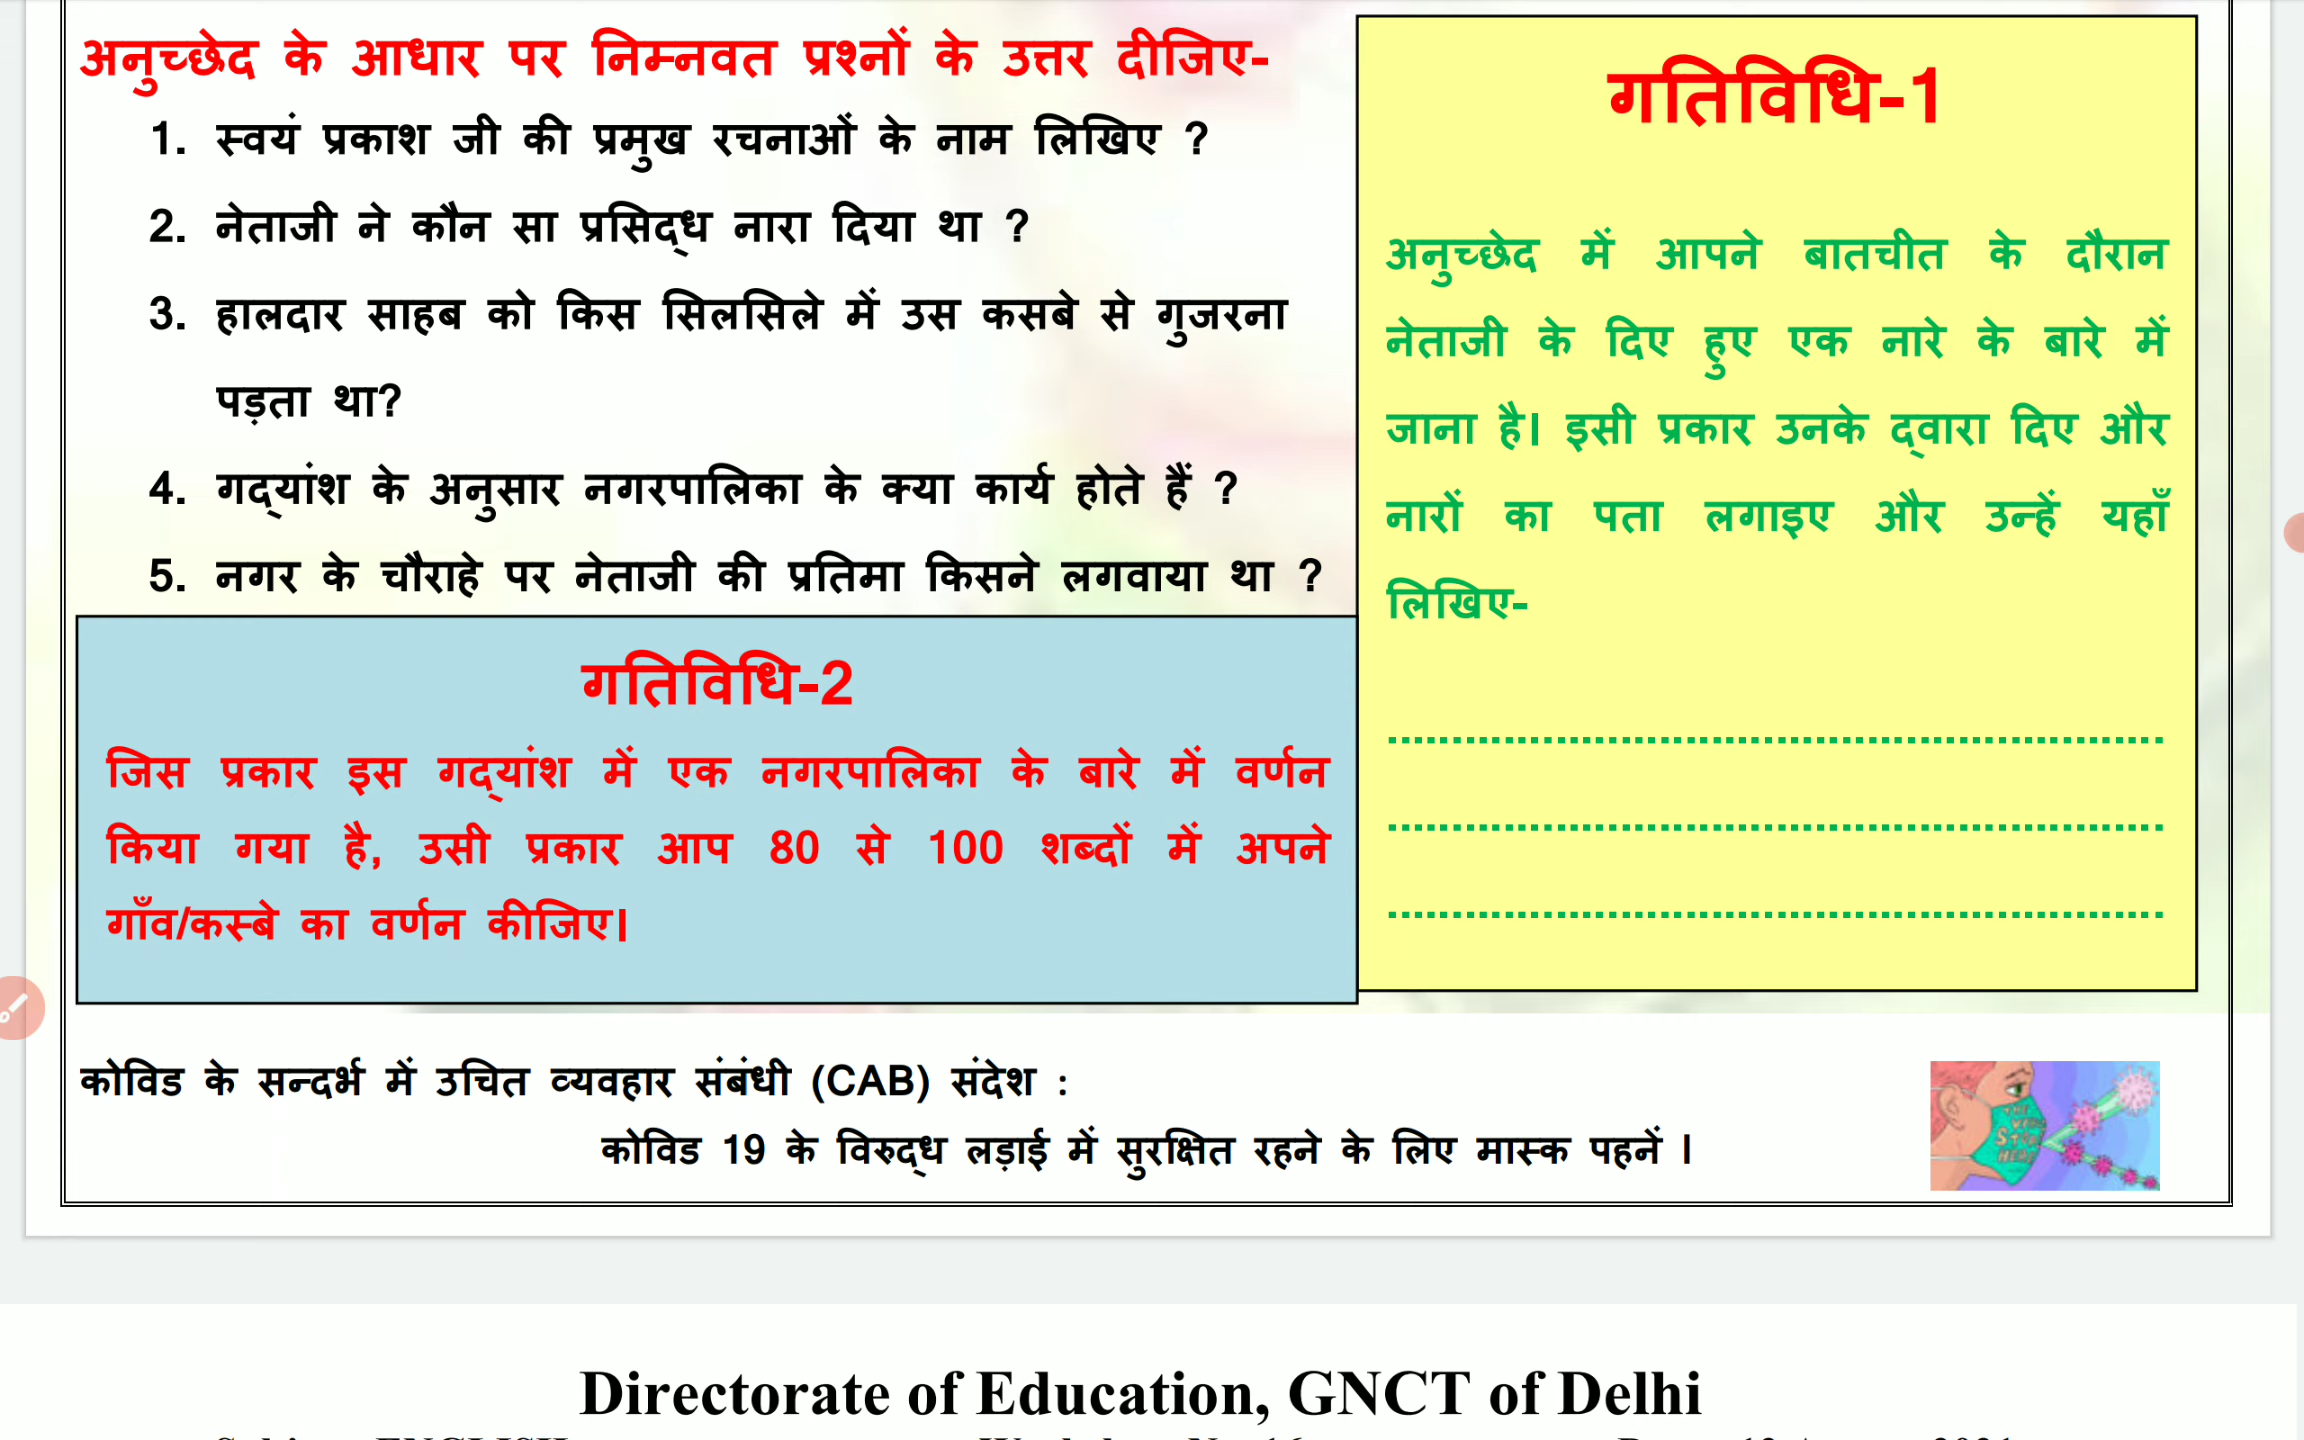 अनुच्छेद के आधार पर निम्नवत प्रश्नों के उत्तर दीजिए-
1. स्वयं प्रकाश जी की प्रमुख रचनाओं के नाम लिखिए ?
2. नेताजी ने कौन सा प्रसिद्ध नारा दिया था ?
3. हालदार साहब को किस सिलसिले में उस कसबे से गुजरना
पड़ता था?
4. गद्यांश के अनुसार नगरपालिका के क्या कार्य होते हैं ?
5. नगर के चौराहे पर नेताजी की प्रतिमा किसने लगवाया था ?
गतिविधि-1
अनुच्छेद में आपने बातचीत के दौरान
नेताजी के दिए हुए एक नारे के बारे में
जाना है। इसी प्रकार उनके द्वारा दिए और
नारों का पता लगाइए और उन्हें यहाँ
लिखिए-
गतिविधि-2
जिस प्रकार इस गद्यांश में एक नगरपालिका के बारे में वर्णन
किया गया है, उसी प्रकार आप 80 से 100 शब्दों में अपने
गाँव/कस्बे का वर्णन कीजिए।
कोविड के सन्दर्भ में उचित व्यवहार संबंधी (CAB) संदेश :
कोविड 19 के विरुद्ध लड़ाई में सुरक्षित रहने के लिए मास्क पहनें ।
THE
VIRUS
STOPS
HERE
Directorate of Education, GNCT of Delhi